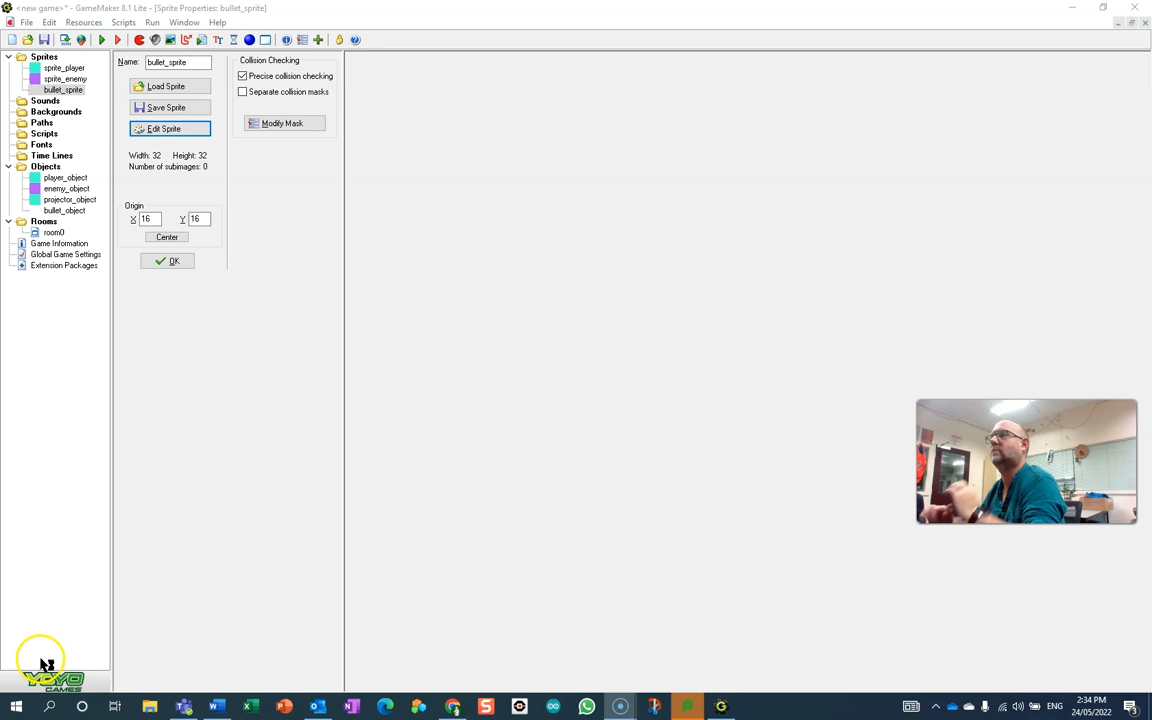 <new game>* - GameMaker 8.1 Lite - [Sprite Properties: bullet_sprite]
File Edit Resources Scripts Run Window Help
Sprites
sprite_player
sprite_enemy
bullet_sprite
Sounds
Backgrounds
Paths
Scripts
Fonts
Time Lines
Objects
player_object
enemy_object
projector_object
bullet_object
Rooms
room0
Game Information
Global Game Settings
Extension Packages
Name: bullet_sprite
Load Sprite
Save Sprite
Edit Sprite
Width: 32 Height: 32
Number of subimages: 0
Origin
X 16 Y 16
Center
OK
Collision Checking
Precise collision checking
Separate collision masks
Modify Mask
YOYO
GAMES
ENG
2:34 PM
24/05/2022
3